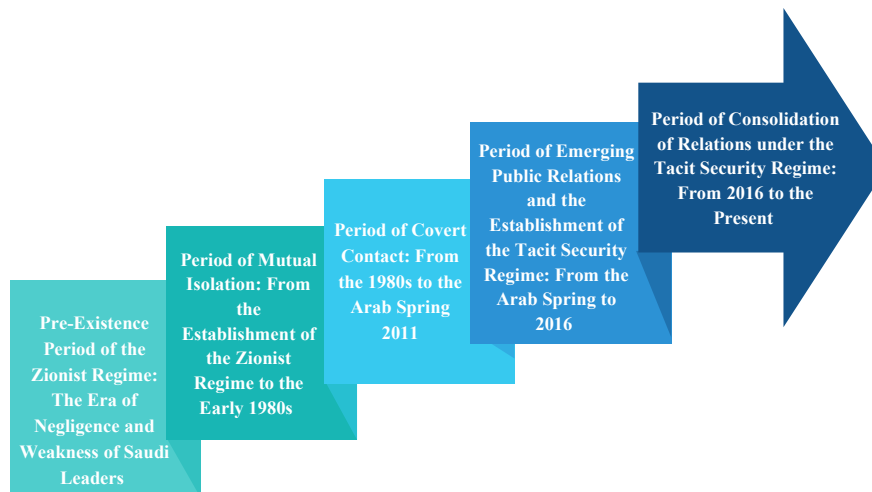 Pre-Existence
Period of the
Zionist Regime:
The Era of
Negligence and
Weakness of Saudi
Leaders
Period of Mutual
Isolation: From
the
Establishment of
the Zionist
Regime to the
Early 1980s
Period of Covert
Contact: From
the 1980s to the
Arab Spring
2011
Period of Emerging
Public Relations
and the
Establishment of
the Tacit Security
Regime: From the
Arab Spring to
2016
Period of Consolidation
of Relations under the
Tacit Security Regime:
From 2016 to the
Present